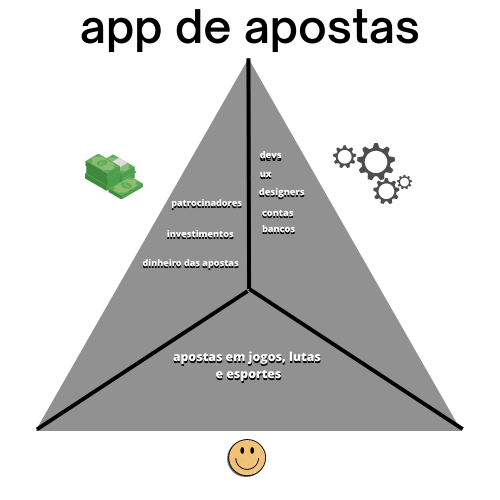 app de apostas
patrocinadores
investimentos
dinheiro das apostas
devs
ux
designers
contas
bancos
apostas em jogos, lutas
e esportes